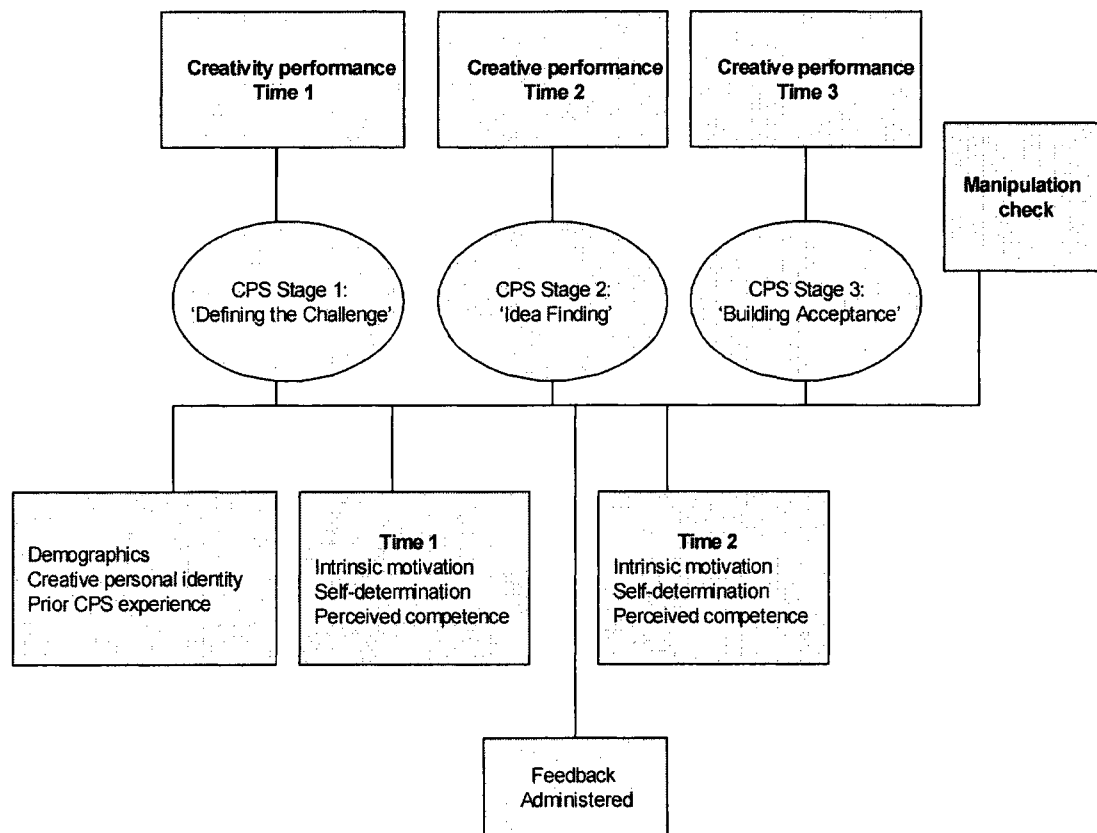 Creativity performance
Time 1
Creative performance
Time 2
Creative performance
Time 3
Manipulation
check
CPS Stage 1:
‘Defining the Challenge’
CPS Stage 2:
‘Idea Finding’
CPS Stage 3:
‘Building Acceptance’
Demographics
Creative personal identity
Prior CPS experience
Time 1
Intrinsic motivation
Self-determination
Perceived competence
Time 2
Intrinsic motivation
Self-determination
Perceived competence
Feedback
Administered